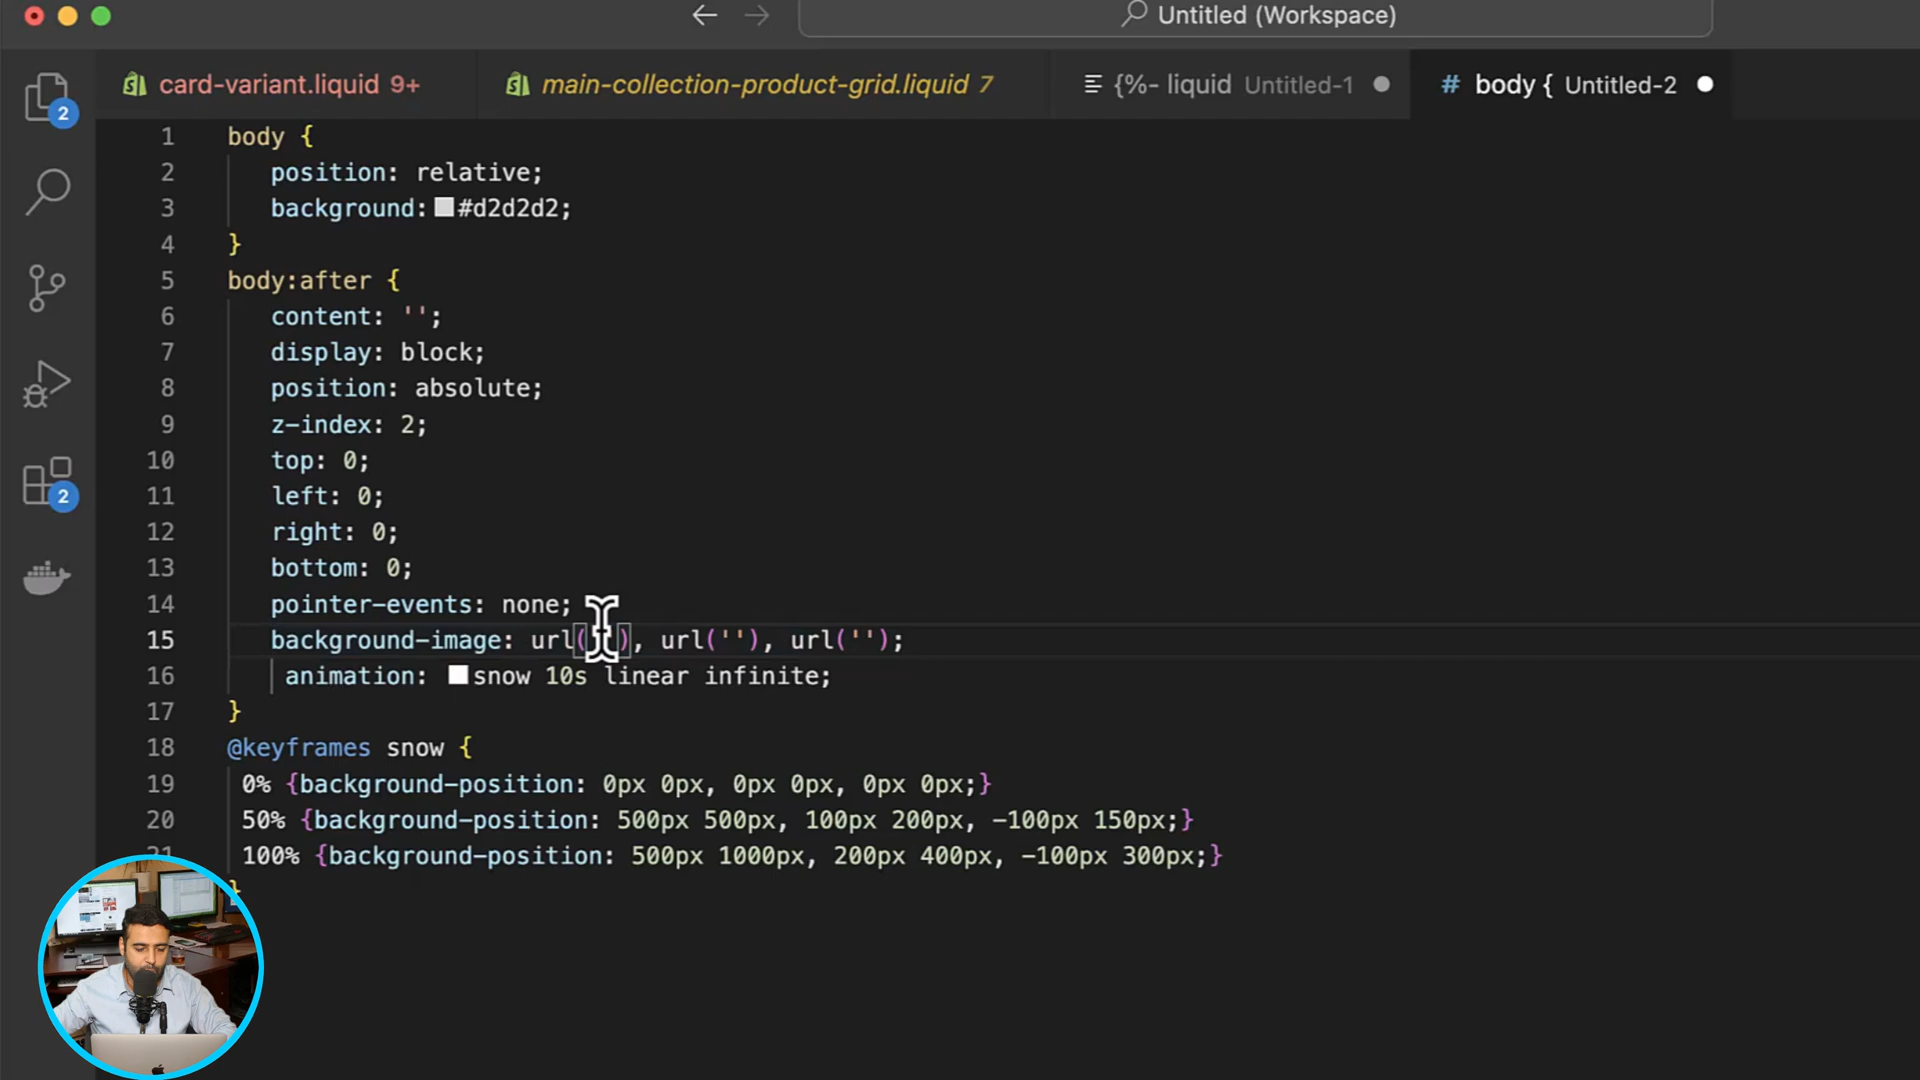 Untitled (Workspace)
card-variant.liquid 9+
main-collection-product-grid.liquid 7
{%- liquid Untitled-1
# body { Untitled-2
2
2
1 body {
2 position: relative;
3 background: #d2d2d2;
4 }
5 body:after {
6 content: '';
7 display: block;
8 position: absolute;
9 z-index: 2;
10 top: 0;
11 left: 0;
12 right: 0;
13 bottom: 0;
14 pointer-events: none;
15 background-image: url(), url(''), url('');
16 animation: snow 10s linear infinite;
17 }
18 @keyframes snow {
19 0% {background-position: 0px 0px, 0px 0px, 0px 0px;}
20 50% {background-position: 500px 500px, 100px 200px, -100px 150px;}
21 100% {background-position: 500px 1000px, 200px 400px, -100px 300px;}
}